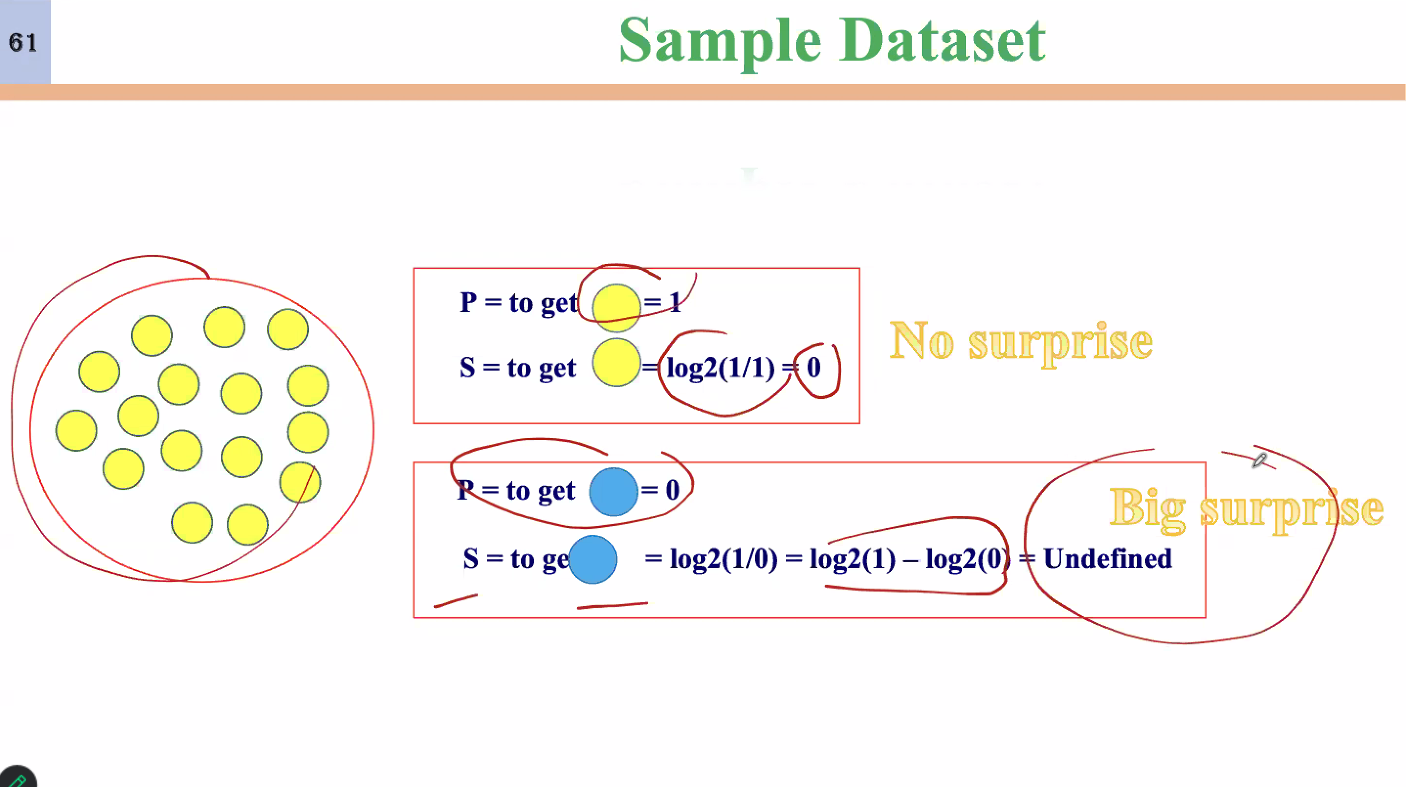 61
Sample Dataset
P = to get = 1
S = to get = log2(1/1) = 0
No surprise
P = to get = 0
Big surprise
S = to ge = log2(1/0) = log2(1) – log2(0) = Undefined